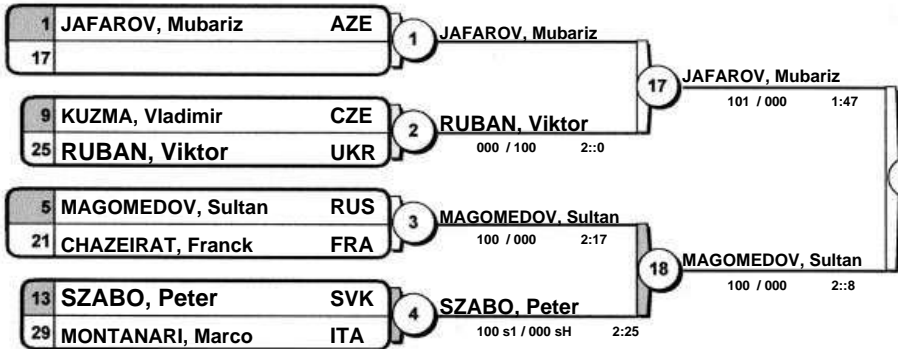 1 JAFAROV, Mubariz AZE
17
1
JAFAROV, Mubariz
9 KUZMA, Vladimir CZE
25 RUBAN, Viktor UKR
2
RUBAN, Viktor
000 / 100 2::0
17
JAFAROV, Mubariz
101 / 000 1:47
5 MAGOMEDOV, Sultan RUS
21 CHAZEIRAT, Franck FRA
3
MAGOMEDOV, Sultan
100 / 000 2:17
13 SZABO, Peter SVK
29 MONTANARI, Marco ITA
4
SZABO, Peter
100 s1 / 000 sH 2:25
18
MAGOMEDOV, Sultan
100 / 000 2::8